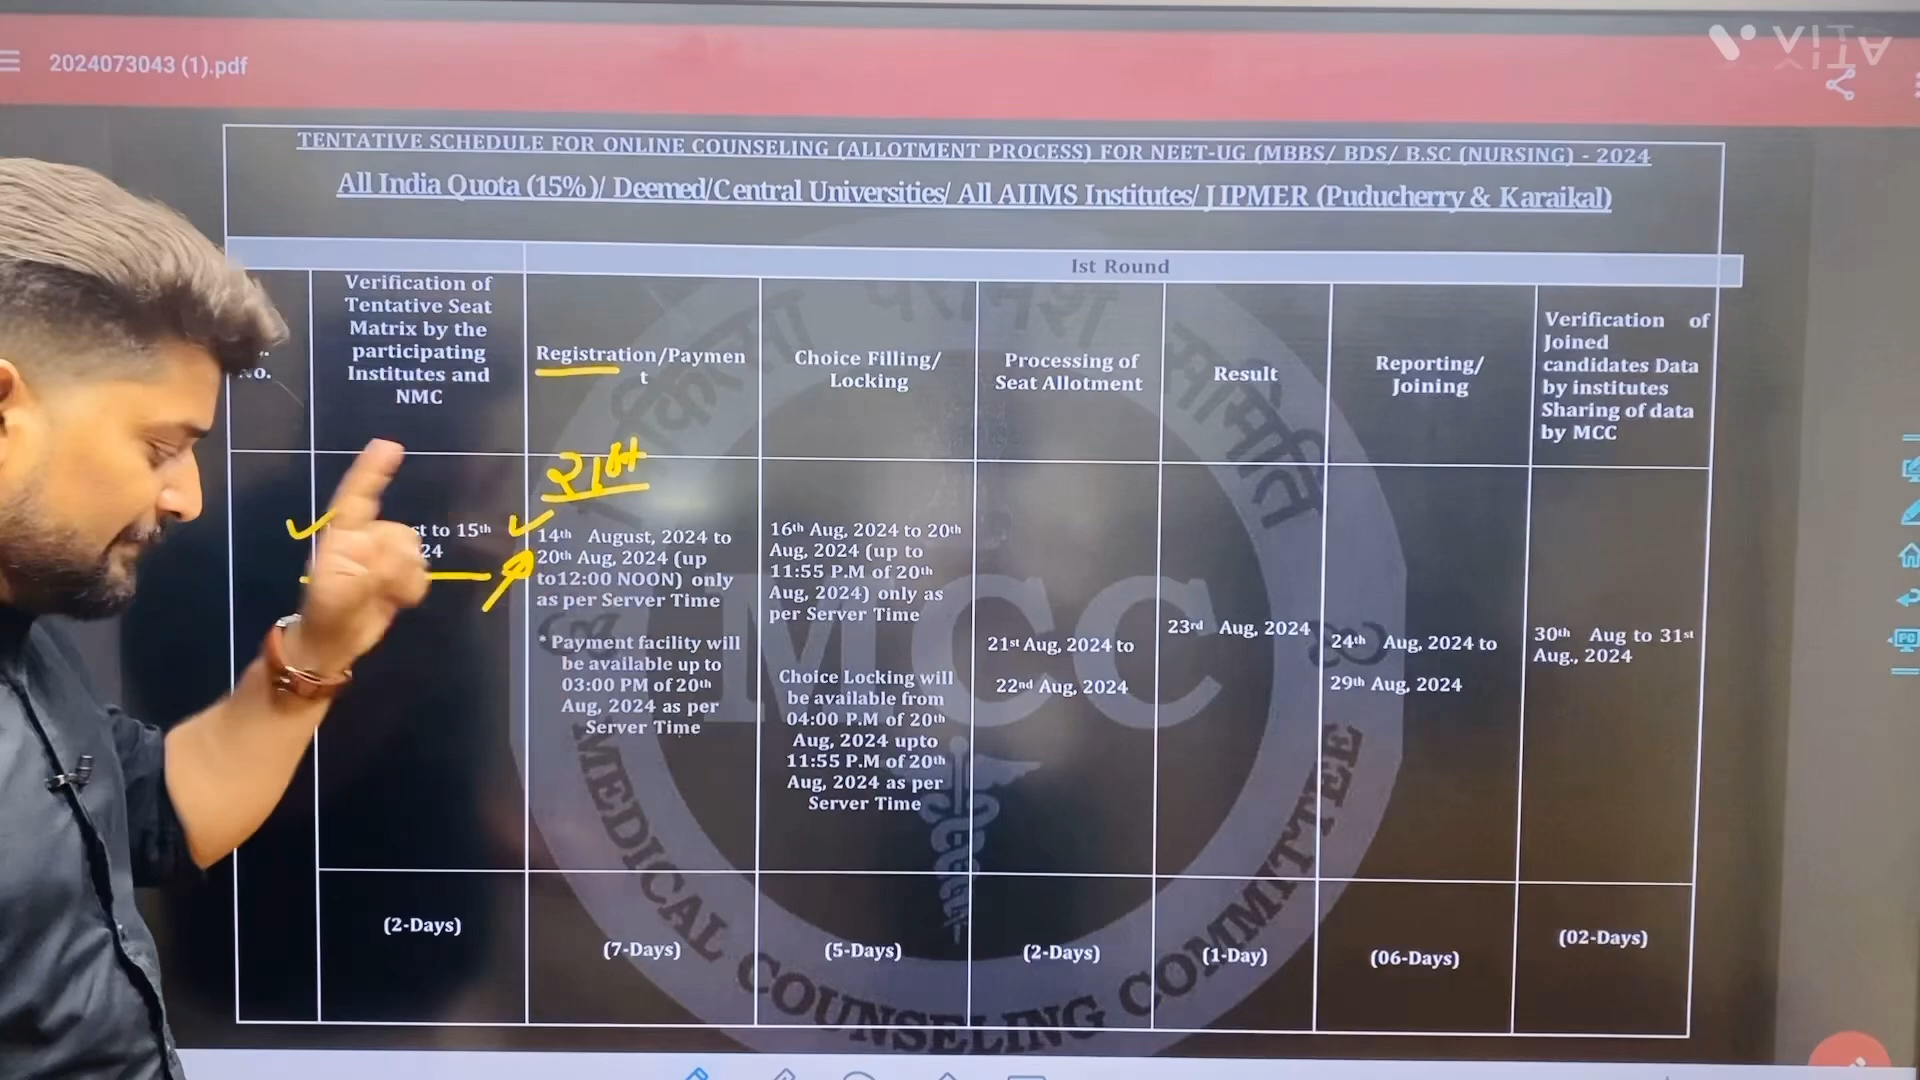 2024073043 (1).pdf
VITA
TENTATIVE SCHEDULE FOR ONLINE COUNSELING (ALLOTMENT PROCESS) FOR NEET-UG (MBBS/ BDS/ B.SC (NURSING) - 2024
All India Quota (15%)/ Deemed/Central Universities/ All AIIMS Institutes/ JIPMER (Puducherry & Karaikal)
Ist Round
No.
Verification of
Tentative Seat
Matrix by the
participating
Institutes and
NMC
Registration/Paymen
t
Choice Filling/
Locking
Processing of
Seat Allotment
Result
Reporting/
Joining
Verification of
Joined
candidates Data
by institutes
Sharing of data
by MCC
to 15th
24
14th August, 2024 to
20th Aug, 2024 (up
to12:00 NOON) only
as per Server Time
* Payment facility will
be available up to
03:00 PM of 20th
Aug, 2024 as per
Server Time
16th Aug, 2024 to 20th
Aug, 2024 (up to
11:55 P.M of 20th
Aug, 2024) only as
per Server Time
Choice Locking will
be available from
04:00 P.M of 20th
Aug, 2024 upto
11:55 P.M of 20th
Aug, 2024 as per
Server Time
21st Aug, 2024 to
22nd Aug, 2024
23rd Aug, 2024
24th Aug, 2024 to
29th Aug, 2024
30th Aug to 31st
Aug., 2024
(2-Days)
(7-Days)
(5-Days)
(2-Days)
(1-Day)
(06-Days)
(02-Days)
MCC
MEDICAL COUNSELING COMMITTEE